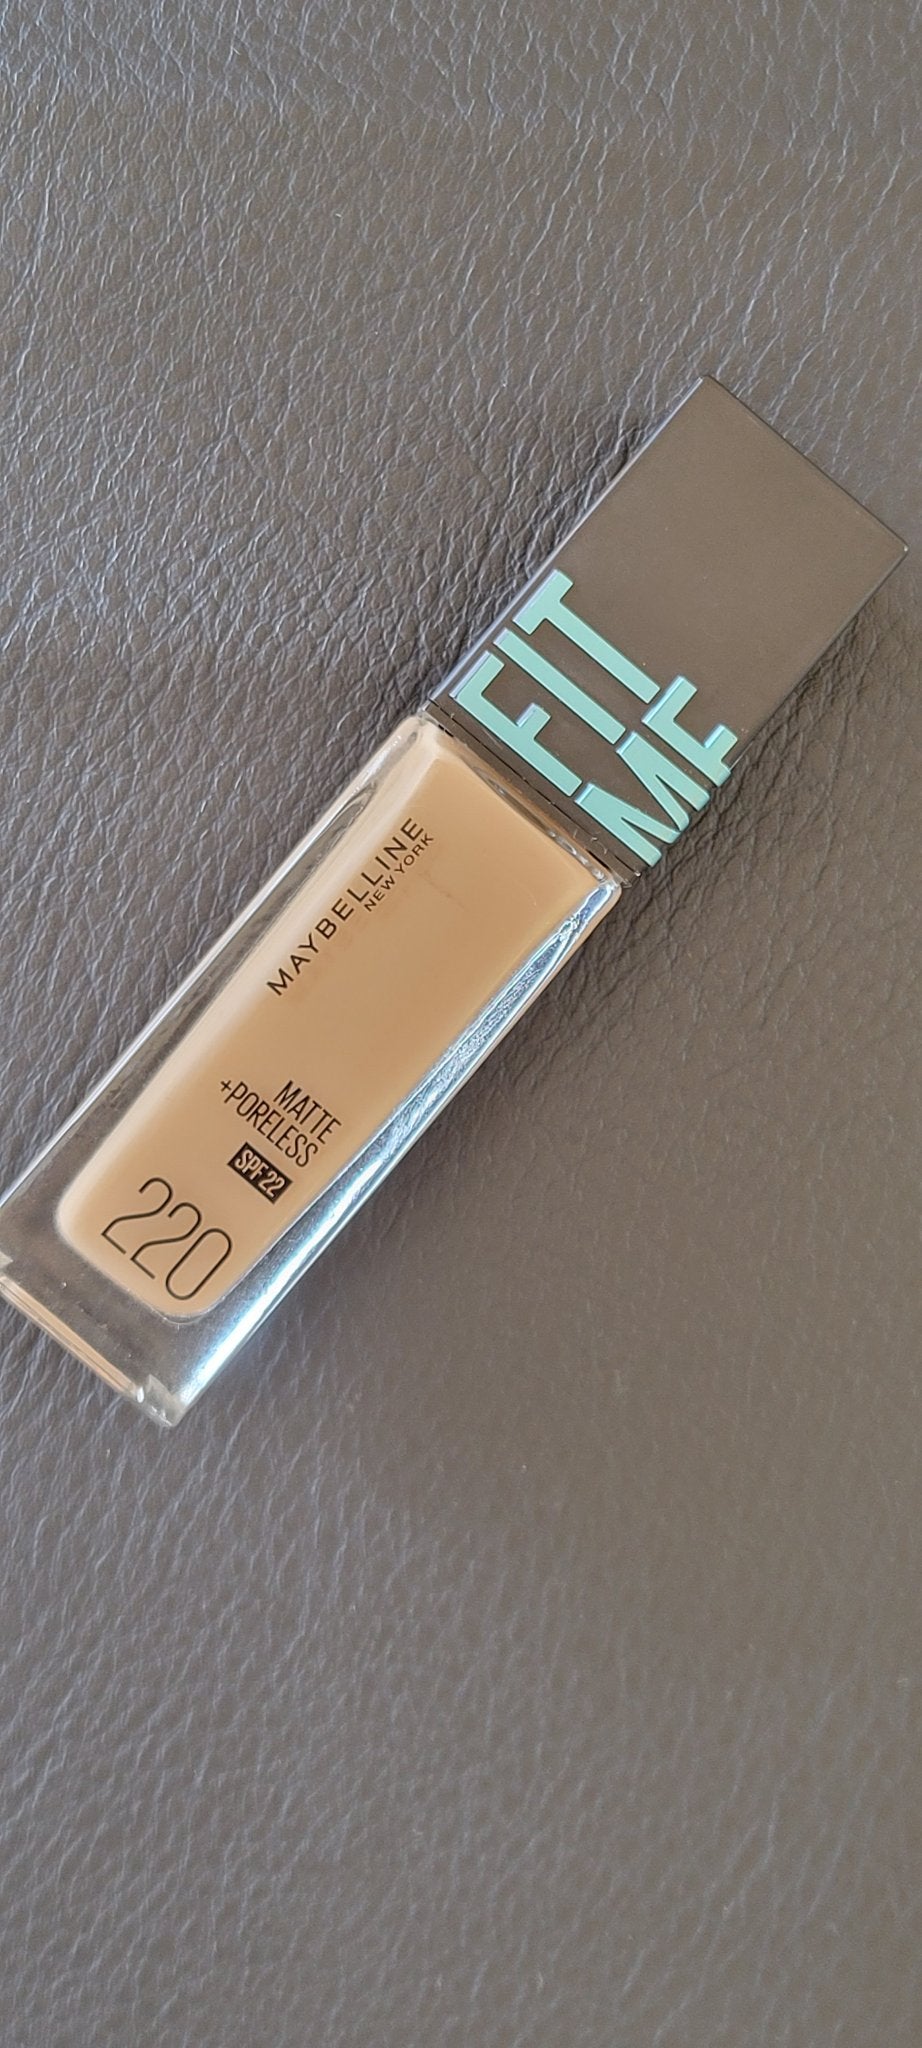 FIT
ME
MAYBELLINE
NEW YORK
MATTE
+PORELESS
SPF 22
220